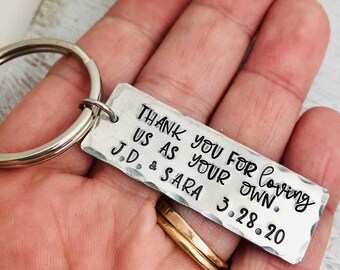 THANK YOU FOR loving
US AS YOUR OWN.
J.D. & SARA 3.28.20